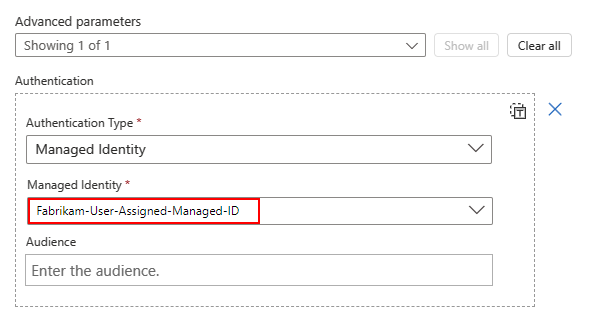 Advanced parameters
Showing 1 of 1
Show all
Clear all
Authentication
Authentication Type *
Managed Identity
Managed Identity *
Fabrikam-User-Assigned-Managed-ID
Audience
Enter the audience.